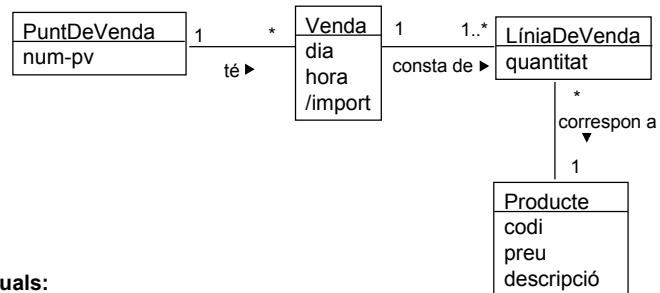 PuntDeVenda
num-pv
1
*
té ▶
Venda
dia
hora
/import
1
1..*
consta de ▶
LíniaDeVenda
quantitat
*
correspon a
▼
1
Producte
codi
preu
descripció
uals: